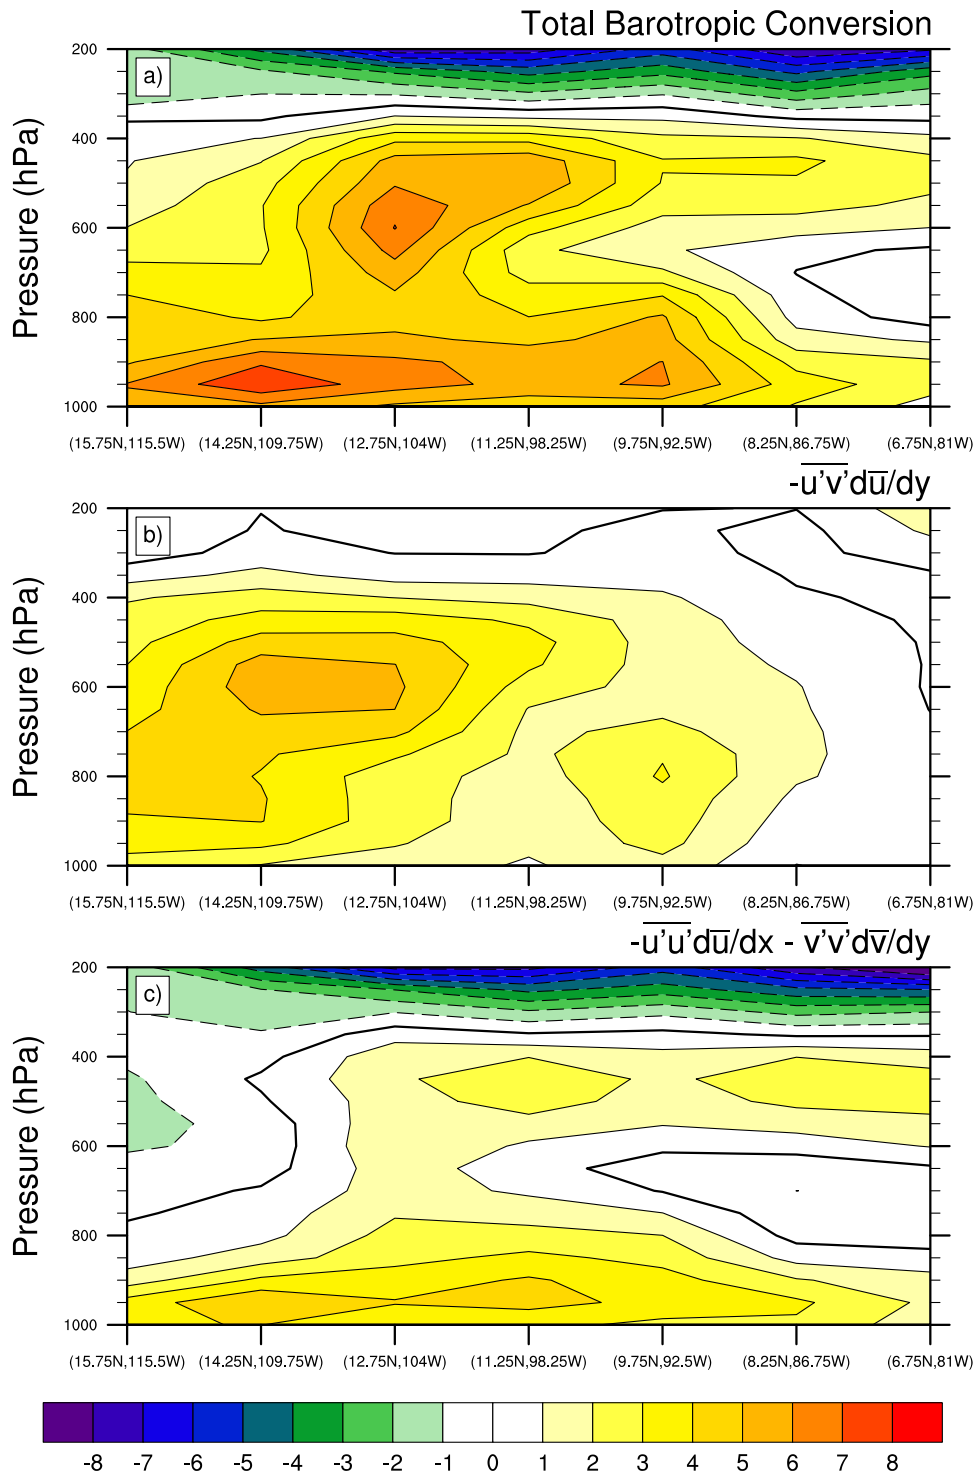 Total Barotropic Conversion
a)
Pressure (hPa)
200
400
600
800
1000
(15.75N,115.5W) (14.25N,109.75W) (12.75N,104W) (11.25N,98.25W) (9.75N,92.5W) (8.25N,86.75W) (6.75N,81W)
-u'v'du/dy
b)
Pressure (hPa)
200
400
600
800
1000
(15.75N,115.5W) (14.25N,109.75W) (12.75N,104W) (11.25N,98.25W) (9.75N,92.5W) (8.25N,86.75W) (6.75N,81W)
-u'u'du/dx - v'v'dv/dy
c)
Pressure (hPa)
200
400
600
800
1000
(15.75N,115.5W) (14.25N,109.75W) (12.75N,104W) (11.25N,98.25W) (9.75N,92.5W) (8.25N,86.75W) (6.75N,81W)
-8 -7 -6 -5 -4 -3 -2 -1 0 1 2 3 4 5 6 7 8